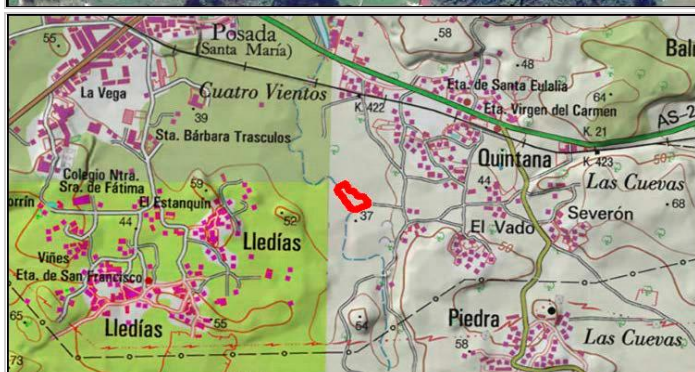 55
Posada
(Santa María)
58
48
La Vega
Cuatro Vientos
39
K. 422
Eta. de Santa Eulalia
64
Eta. Virgen del Carmen
K. 21
AS-2
Sta. Bárbara Trasculos
Quintana
K. 423
50
Colegio Ntra.
Sra. de Fátima
59
El Estanquín
44
Las Cuevas
68
orrín
44
52
37
Lledías
El Vado
50
Severón
Viñes
Eta. de San Francisco
65
Lledías
55
54
Piedra
58
Las Cuevas
73